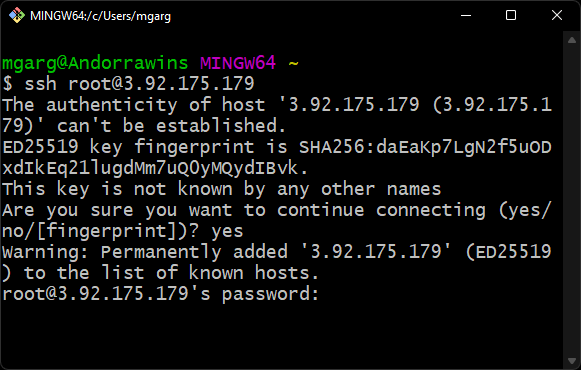 MINGW64:/c/Users/mgarg
mgarg@Andorrawins MINGW64 ~
$ ssh root@3.92.175.179
The authenticity of host '3.92.175.179 (3.92.175.1
79)' can't be established.
ED25519 key fingerprint is SHA256:daEaKp7LgN2f5uOD
xdIkEq21lugdMm7uQ0yMQydIBvk.
This key is not known by any other names
Are you sure you want to continue connecting (yes/
no/[fingerprint])? yes
Warning: Permanently added '3.92.175.179' (ED25519
) to the list of known hosts.
root@3.92.175.179's password: